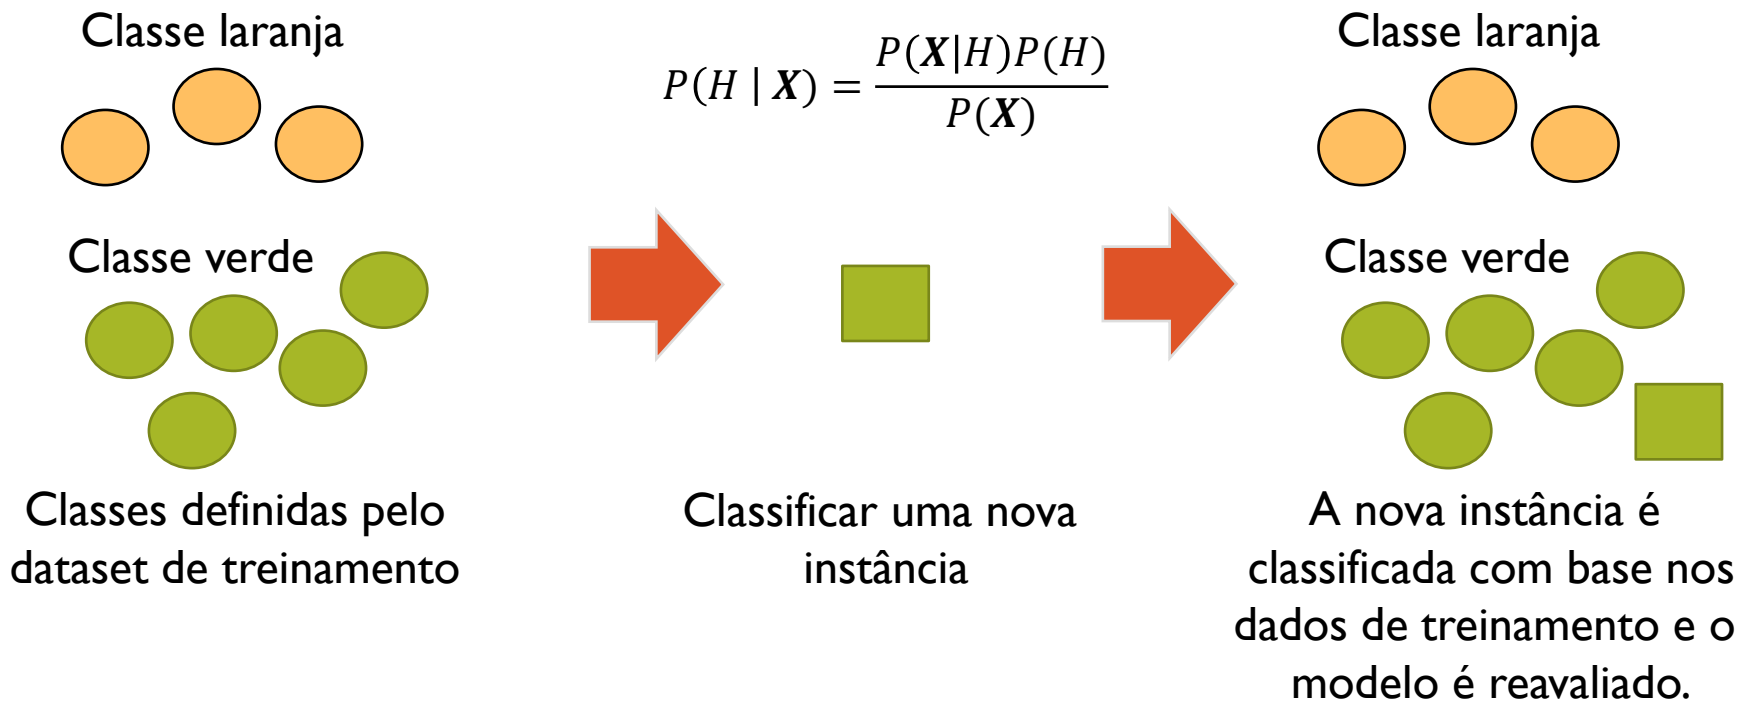 Classe laranja
Classe verde
Classes definidas pelo
dataset de treinamento
P(H | X) = P(X|H)P(H) / P(X)
Classificar uma nova
instância
Classe laranja
Classe verde
A nova instância é
classificada com base nos
dados de treinamento e o
modelo é reavaliado.